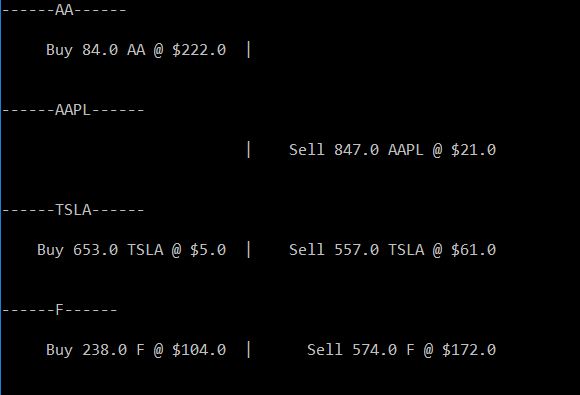 ------AA------
Buy 84.0 AA @ $222.0  |
------AAPL------
|    Sell 847.0 AAPL @ $21.0
------TSLA------
Buy 653.0 TSLA @ $5.0  |    Sell 557.0 TSLA @ $61.0
------F------
Buy 238.0 F @ $104.0  |      Sell 574.0 F @ $172.0